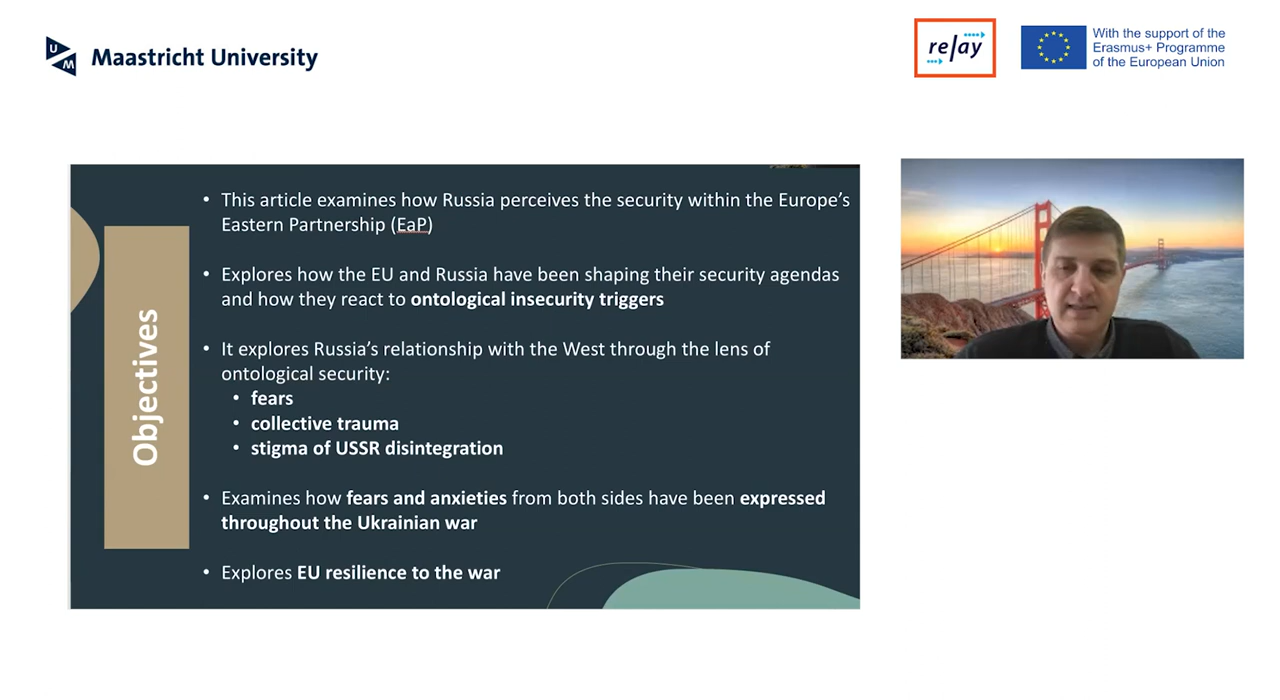 UM
Maastricht University
relay
With the support of the
Erasmus+ Programme
of the European Union
Objectives
• This article examines how Russia perceives the security within the Europe's
Eastern Partnership (EaP)
• Explores how the EU and Russia have been shaping their security agendas
and how they react to ontological insecurity triggers
• It explores Russia's relationship with the West through the lens of
ontological security:
• fears
• collective trauma
• stigma of USSR disintegration
• Examines how fears and anxieties from both sides have been expressed
throughout the Ukrainian war
• Explores EU resilience to the war